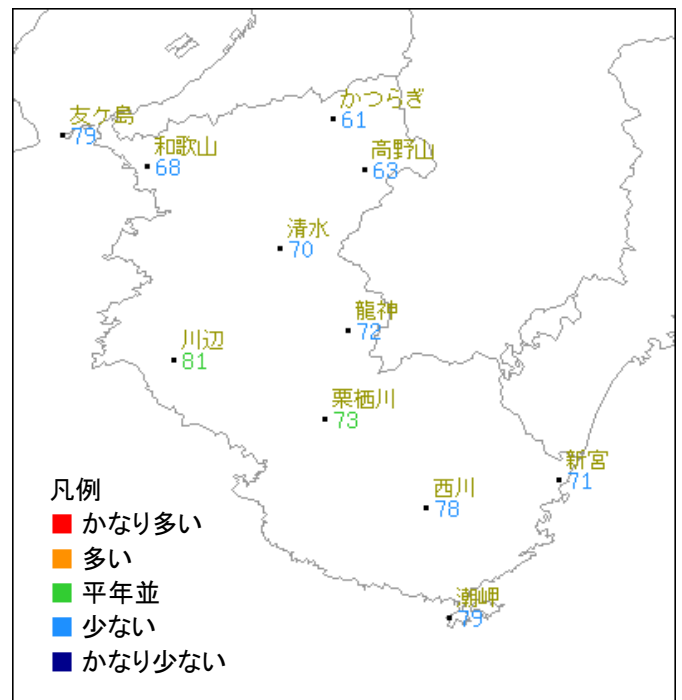 かつらぎ
61
友ケ島
79
和歌山
68
高野山
63
清水
70
龍神
72
川辺
81
栗栖川
73
新宮
71
西川
78
潮岬
79
凡例
かなり多い
多い
平年並
少ない
かなり少ない